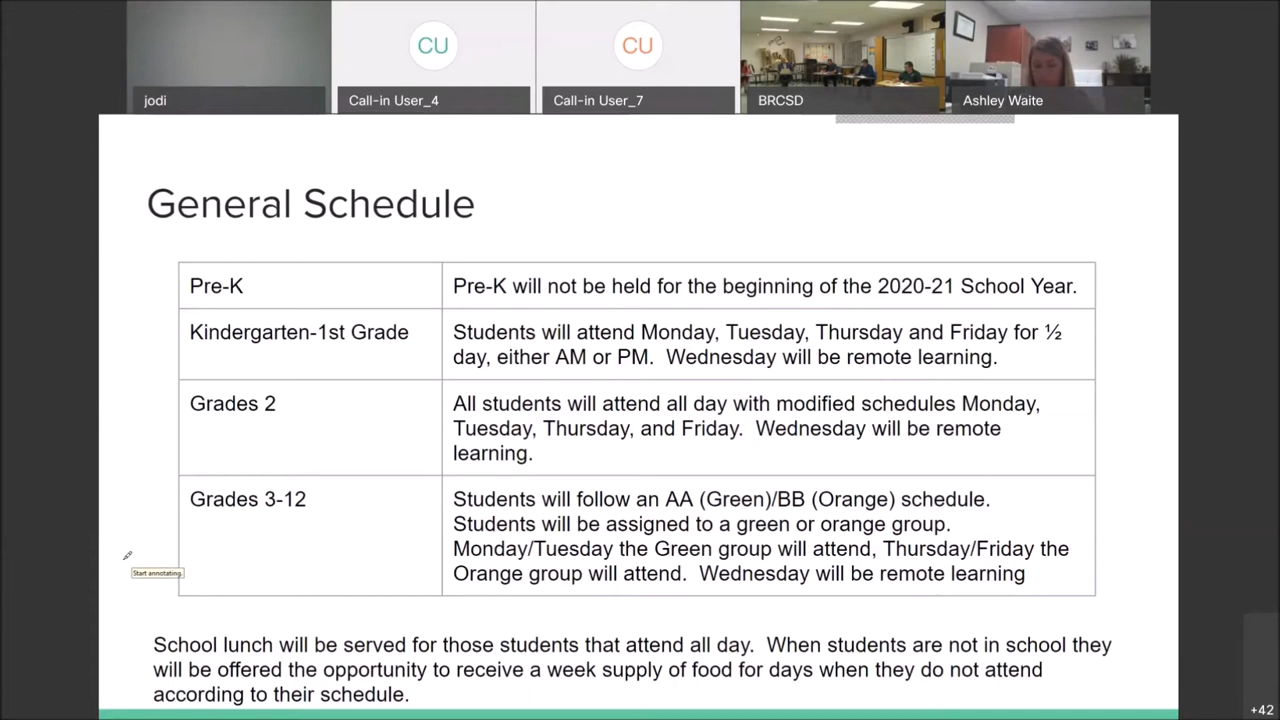 CU
CU
jodi
Call-in User_4
Call-in User_7
BRCSD
Ashley Waite
General Schedule
Pre-K
Pre-K will not be held for the beginning of the 2020-21 School Year.
Kindergarten-1st Grade
Students will attend Monday, Tuesday, Thursday and Friday for ½
day, either AM or PM.  Wednesday will be remote learning.
Grades 2
All students will attend all day with modified schedules Monday,
Tuesday, Thursday, and Friday.  Wednesday will be remote
learning.
Grades 3-12
Students will follow an AA (Green)/BB (Orange) schedule.
Students will be assigned to a green or orange group.
Monday/Tuesday the Green group will attend, Thursday/Friday the
Orange group will attend.  Wednesday will be remote learning
Start annotating.
School lunch will be served for those students that attend all day.  When students are not in school they
will be offered the opportunity to receive a week supply of food for days when they do not attend
according to their schedule.
+42